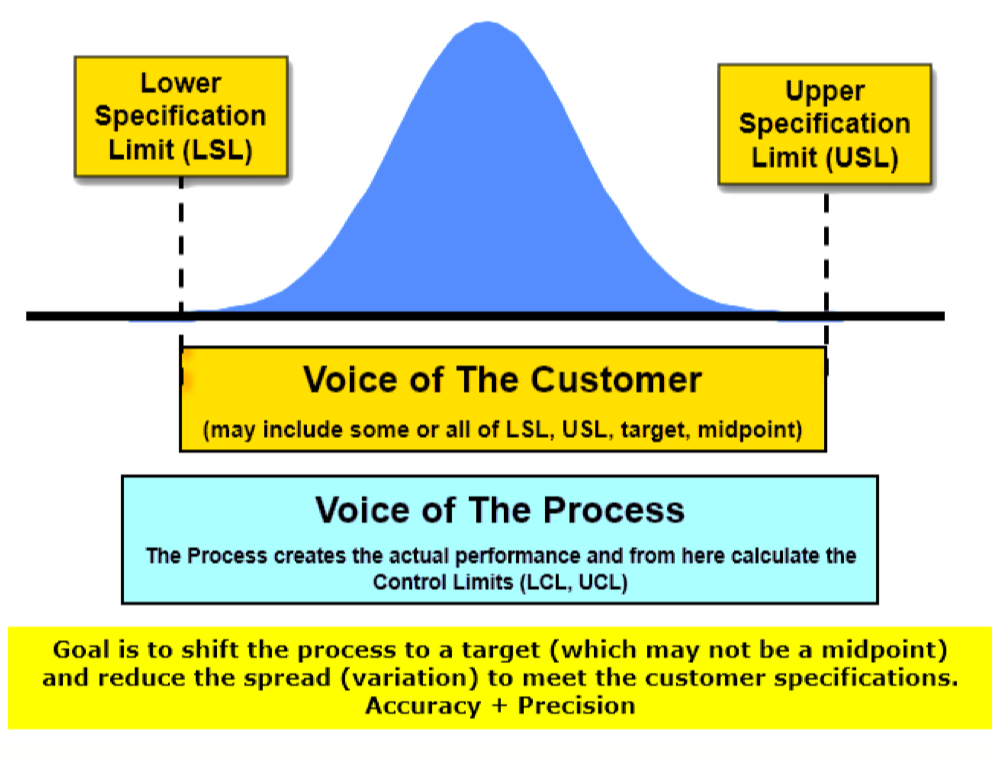 Lower
Specification
Limit (LSL)
Upper
Specification
Limit (USL)
Voice of The Customer
(may include some or all of LSL, USL, target, midpoint)
Voice of The Process
The Process creates the actual performance and from here calculate the
Control Limits (LCL, UCL)
Goal is to shift the process to a target (which may not be a midpoint)
and reduce the spread (variation) to meet the customer specifications.
Accuracy + Precision